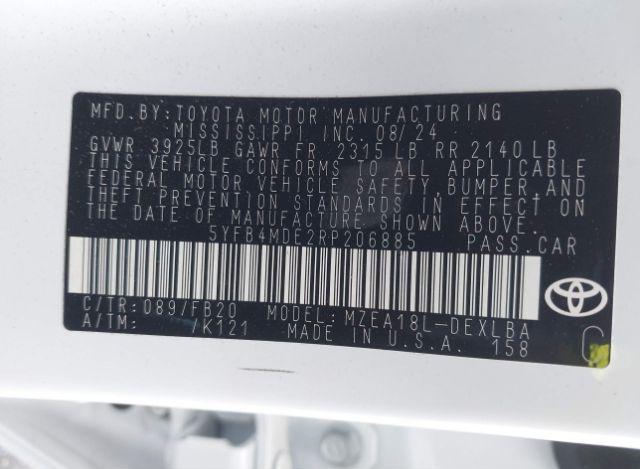 MFD.BY:TOYOTA MOTOR MANUFACTURING
MISSISSIPPI INC. 08/24
GVWR 3925LB GAWR FR 2315 LB RR 2140 LB
THIS VEHICLE CONFORMS TO ALL APPLICABLE
FEDERAL MOTOR VEHICLE SAFETY, BUMPER, AND
THEFT PREVENTION STANDARDS IN EFFECT ON
THE DATE OF MANUFACTURE SHOWN ABOVE.
5YFB4MDE2RP206885 PASS.CAR
C/TR: 089/FB20 MODEL: MZEA18L-DEXLBA
A/TM: /K121 MADE IN U.S.A. 158
C